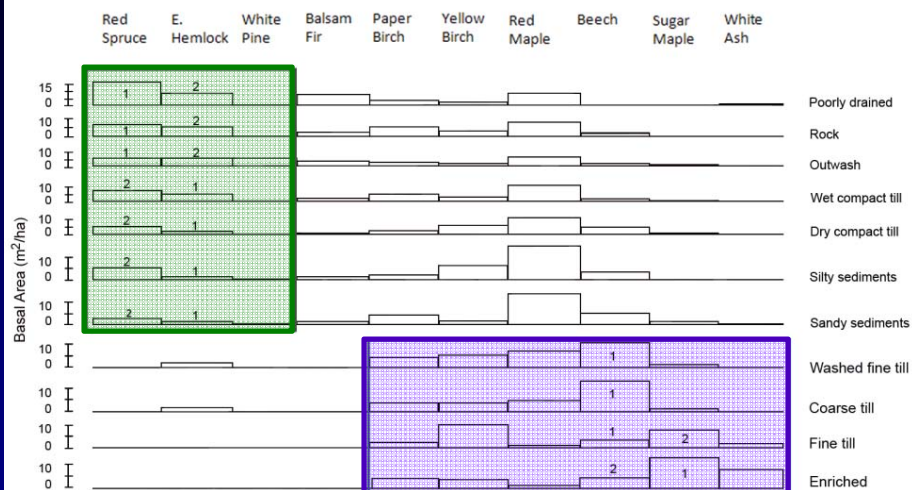 Red Spruce
E. Hemlock
White Pine
Balsam Fir
Paper Birch
Yellow Birch
Red Maple
Beech
Sugar Maple
White Ash
Basal Area (m²/ha)
15 0 1 2 Poorly drained
10 0 1 2 Rock
10 0 1 2 Outwash
10 0 2 1 Wet compact till
10 0 2 1 Dry compact till
10 0 2 1 Silty sediments
10 0 2 1 Sandy sediments
10 0 1 Washed fine till
10 0 1 Coarse till
10 0 1 2 Fine till
10 0 2 1 Enriched